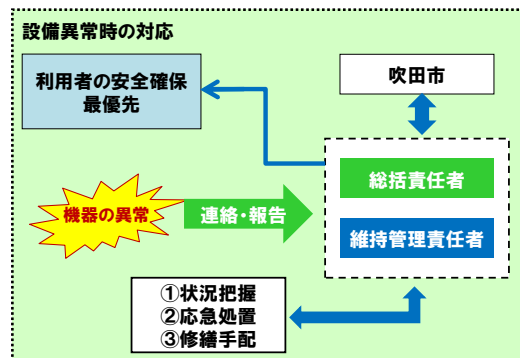 設備異常時の対応
利用者の安全確保
最優先
吹田市
総括責任者
機器の異常
連絡・報告
維持管理責任者
①状況把握
②応急処置
③修繕手配